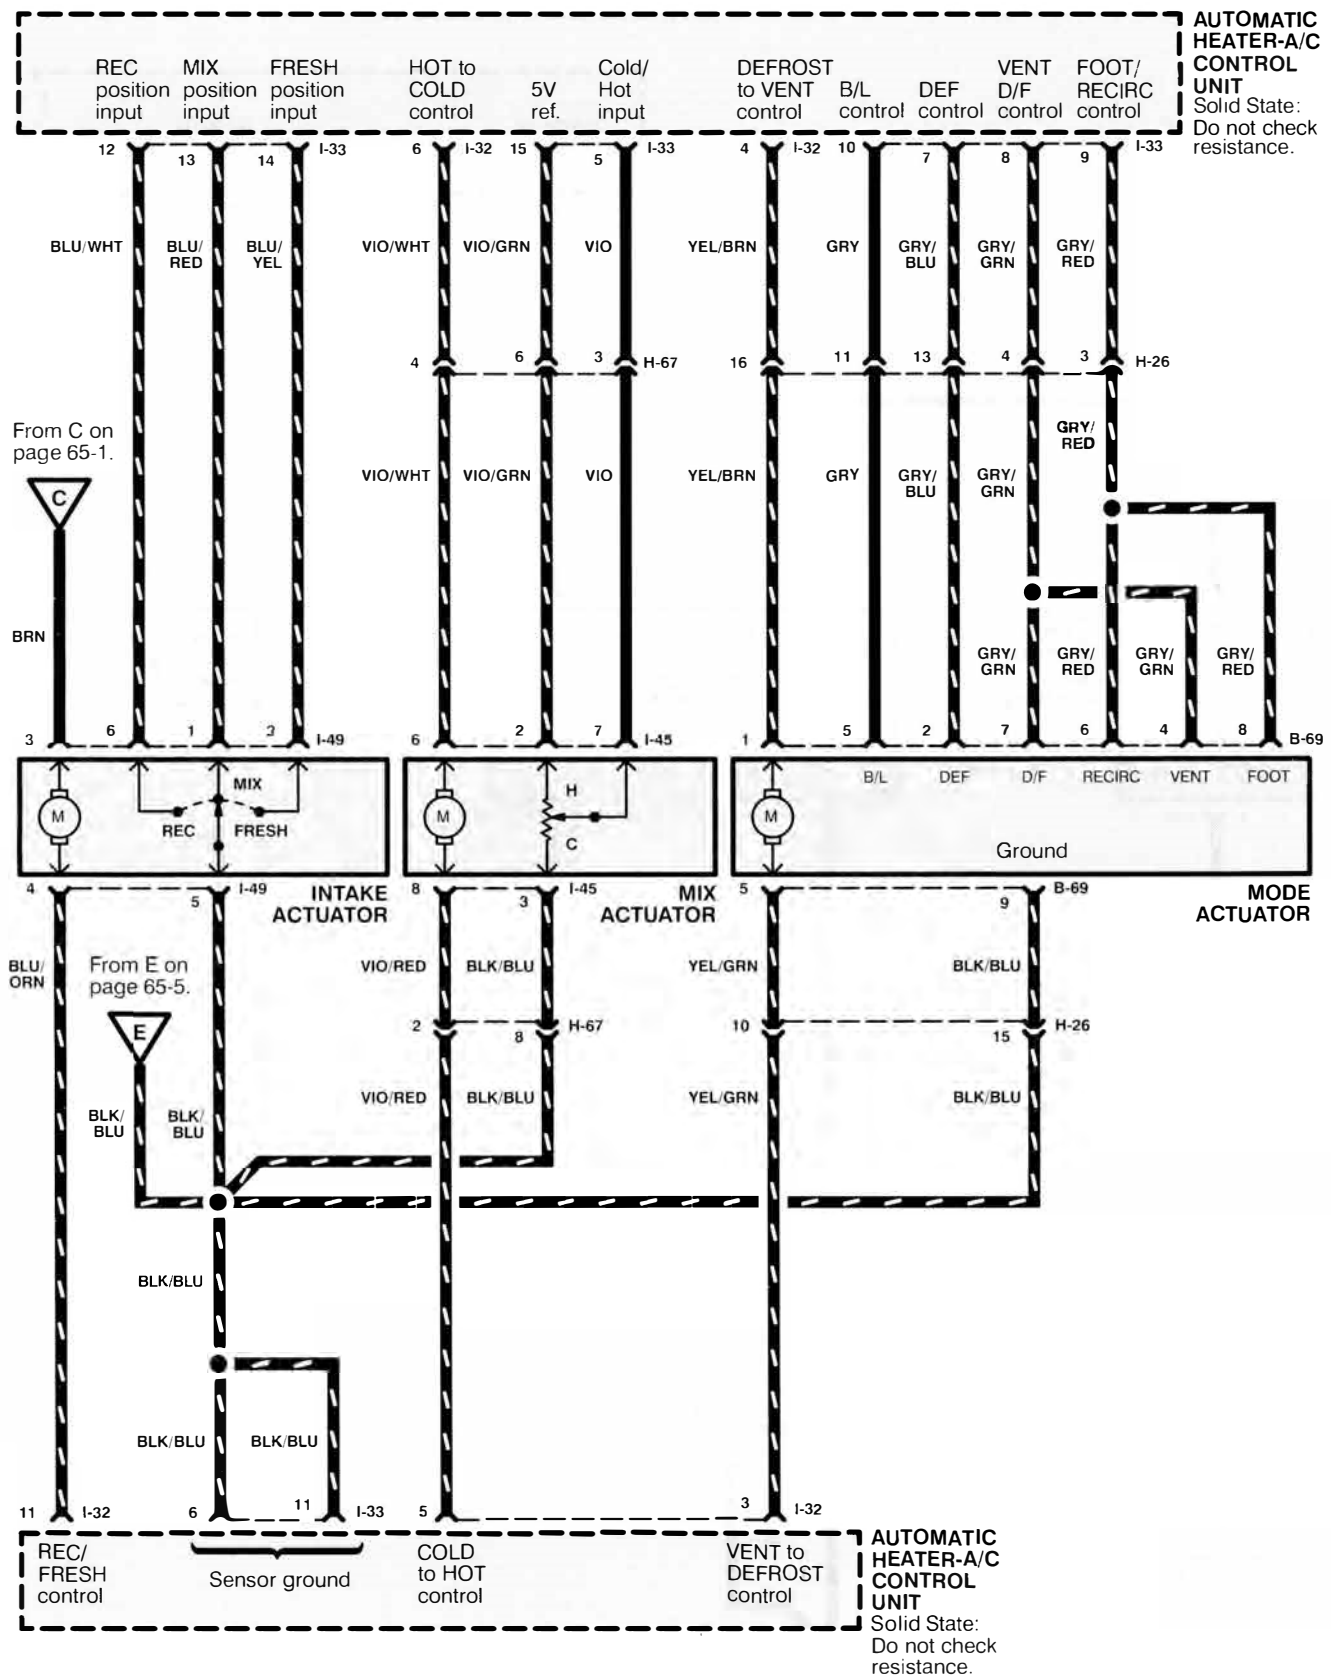 AUTOMATIC
HEATER-A/C
CONTROL
UNIT
Solid State:
Do not check
resistance.
REC
position
input
MIX
position
input
FRESH
position
input
HOT to
COLD
control
5V
ref.
Cold/
Hot
input
DEFROST
to VENT
control
B/L
control
DEF
control
VENT
D/F
control
FOOT/
RECIRC
control
12 13 14 I-33 6 I-32 15 5 I-33 4 I-32 10 7 8 9 I-33
BLU/WHT
BLU/
RED
BLU/
YEL
VIO/WHT
VIO/GRN
VIO
YEL/BRN
GRY
GRY/
BLU
GRY/
GRN
GRY/
RED
4 6 3 H-67 16 11 13 4 3 H-26
From C on
page 65-1.
C
GRY/
RED
VIO/WHT
VIO/GRN
VIO
YEL/BRN
GRY
GRY/
BLU
GRY/
GRN
BRN
GRY/
GRN
GRY/
RED
GRY/
GRN
GRY/
RED
3 6 1 2 I-49 6 2 7 I-45 1 5 2 7 6 4 8 B-69
M
MIX
REC
FRESH
M
H
C
M
B/L DEF D/F RECIRC VENT FOOT
Ground
4 5 I-49
INTAKE
ACTUATOR
8 3 I-45
MIX
ACTUATOR
5 9 B-69
MODE
ACTUATOR
BLU/
ORN
From E on
page 65-5.
E
VIO/RED
BLK/BLU
YEL/GRN
BLK/BLU
2 8 H-67 10 15 H-26
BLK/
BLU
BLK/
BLU
VIO/RED
BLK/BLU
YEL/GRN
BLK/BLU
BLK/BLU
BLK/BLU
BLK/BLU
11 I-32 6 11 I-33 5 3 I-32
REC/
FRESH
control
Sensor ground
COLD
to HOT
control
VENT to
DEFROST
control
AUTOMATIC
HEATER-A/C
CONTROL
UNIT
Solid State:
Do not check
resistance.